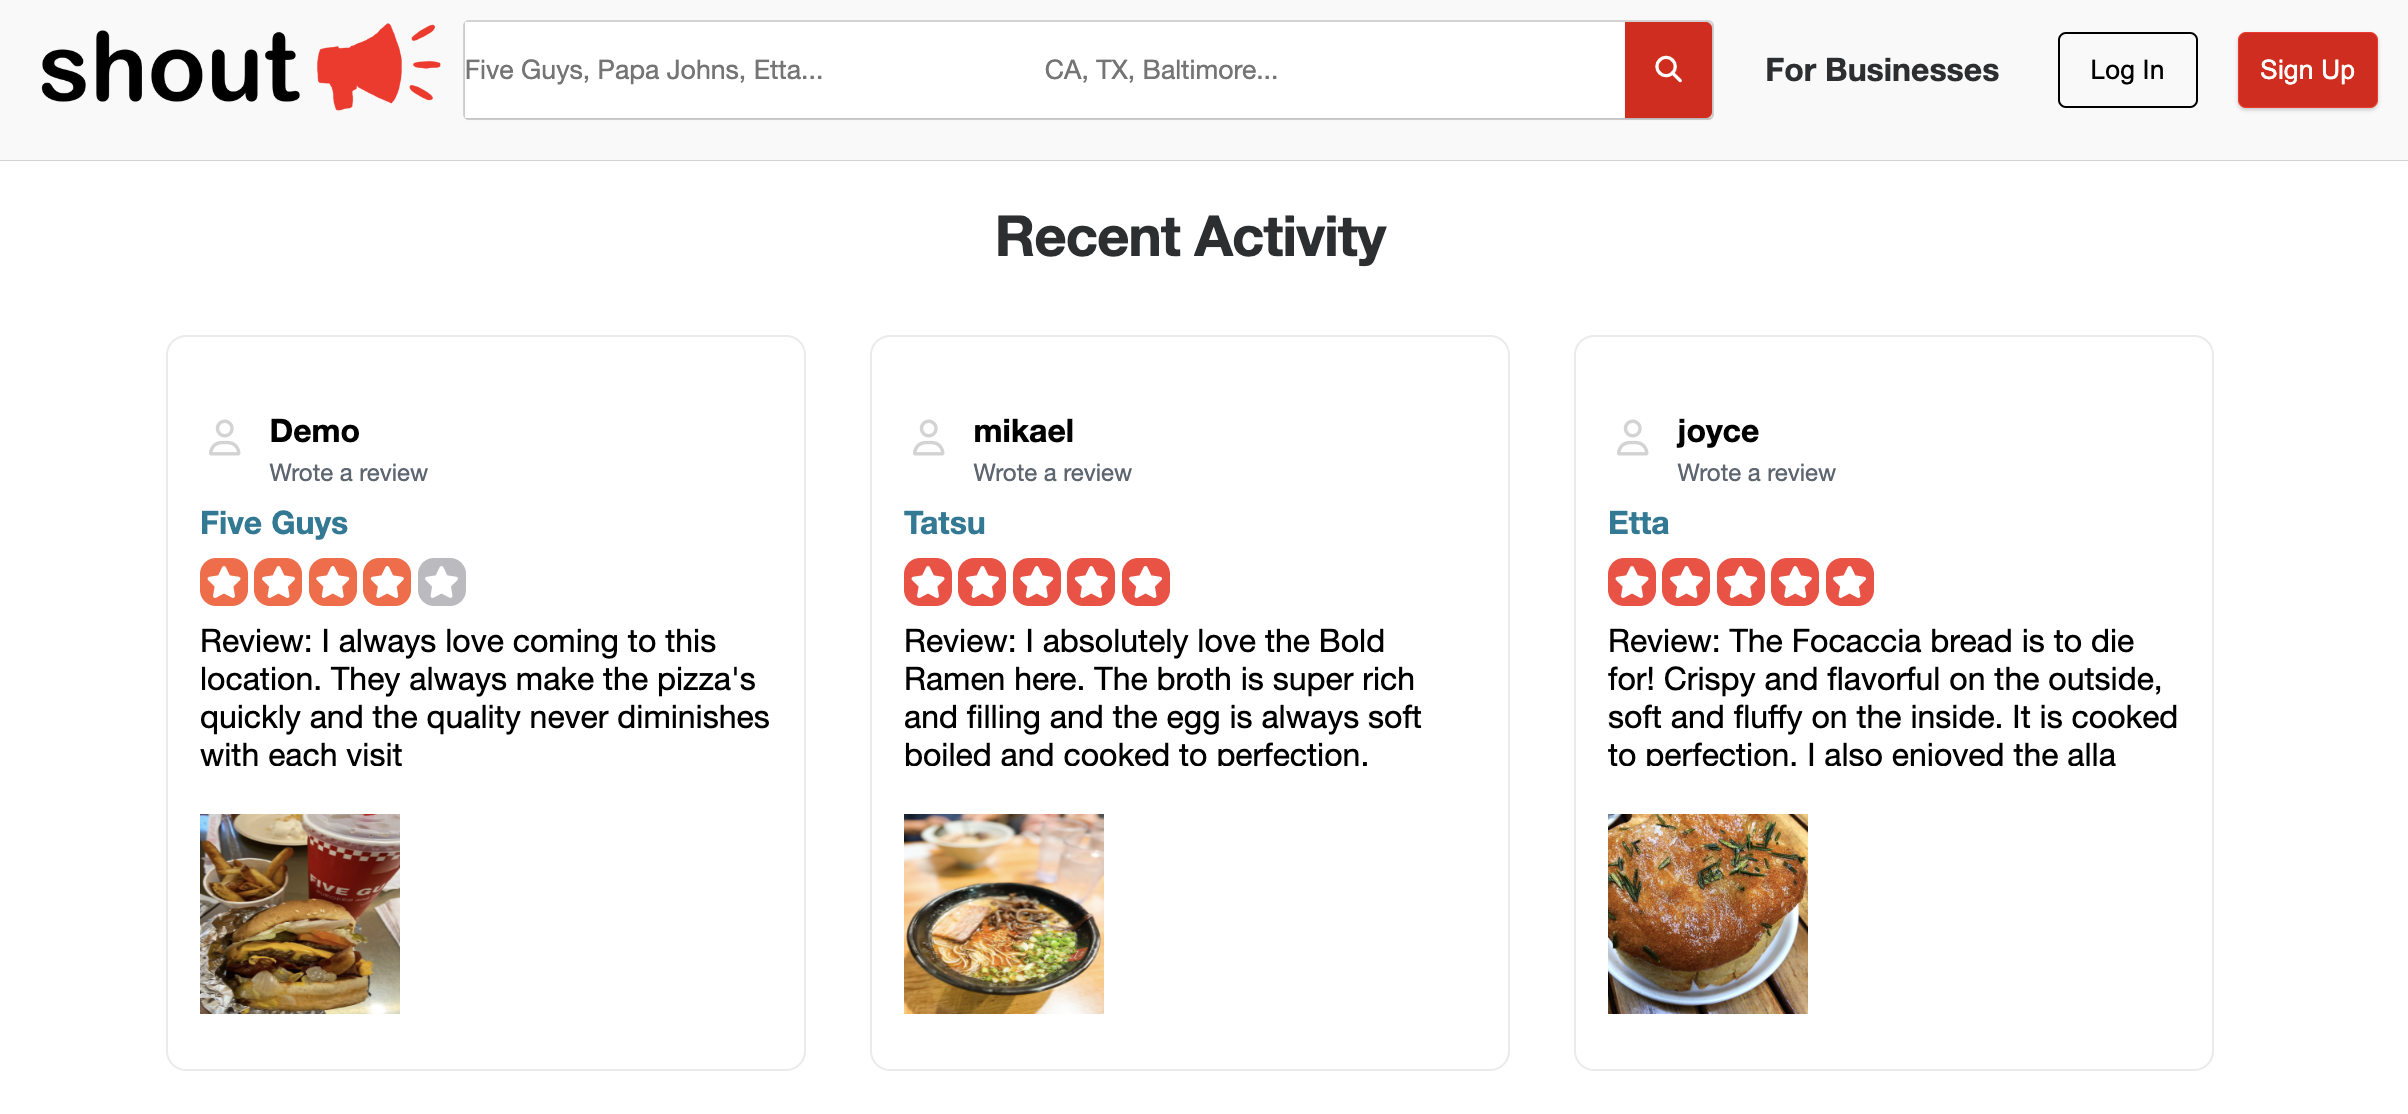 shout
Five Guys, Papa Johns, Etta... CA, TX, Baltimore... For Businesses Log In Sign Up
Recent Activity
Demo
Wrote a review
Five Guys
Review: I always love coming to this
location. They always make the pizza's
quickly and the quality never diminishes
with each visit
FIVE GU
mikael
Wrote a review
Tatsu
Review: I absolutely love the Bold
Ramen here. The broth is super rich
and filling and the egg is always soft
boiled and cooked to perfection.
joyce
Wrote a review
Etta
Review: The Focaccia bread is to die
for! Crispy and flavorful on the outside,
soft and fluffy on the inside. It is cooked
to perfection. I also enjoyed the alla